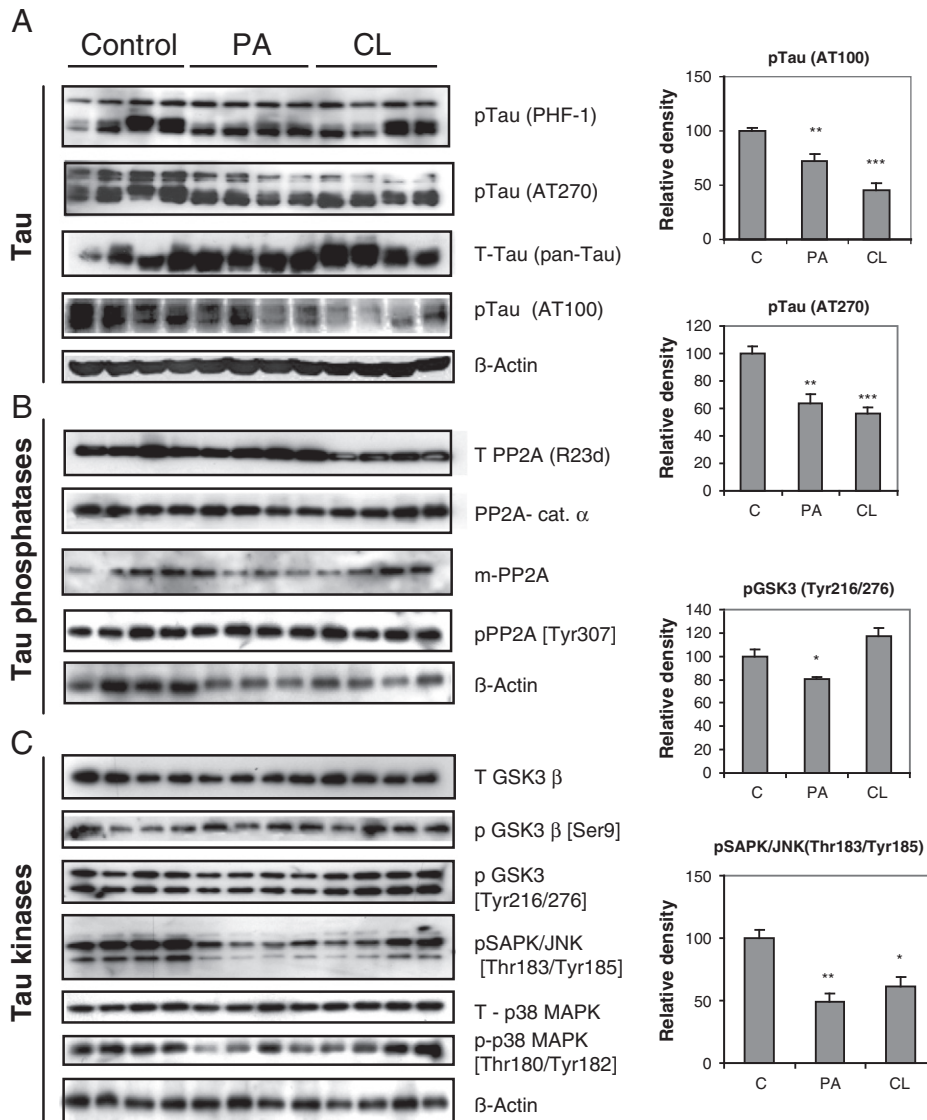 A
Control PA CL
Tau
pTau (PHF-1)
pTau (AT270)
T-Tau (pan-Tau)
pTau (AT100)
ß-Actin
B
Tau phosphatases
T PP2A (R23d)
PP2A- cat. α
m-PP2A
pPP2A [Tyr307]
ß-Actin
C
Tau kinases
T GSK3 β
p GSK3 β [Ser9]
p GSK3
[Tyr216/276]
pSAPK/JNK
[Thr183/Tyr185]
T - p38 MAPK
p-p38 MAPK
[Thr180/Tyr182]
ß-Actin
pTau (AT100)
Relative density
150
100
50
0
**
***
C PA CL
pTau (AT270)
Relative density
120
100
80
60
40
20
0
**
***
C PA CL
pGSK3 (Tyr216/276)
Relative density
140
120
100
80
60
40
20
0
*
C PA CL
pSAPK/JNK(Thr183/Tyr185)
Relative density
150
100
50
0
**
*
C PA CL